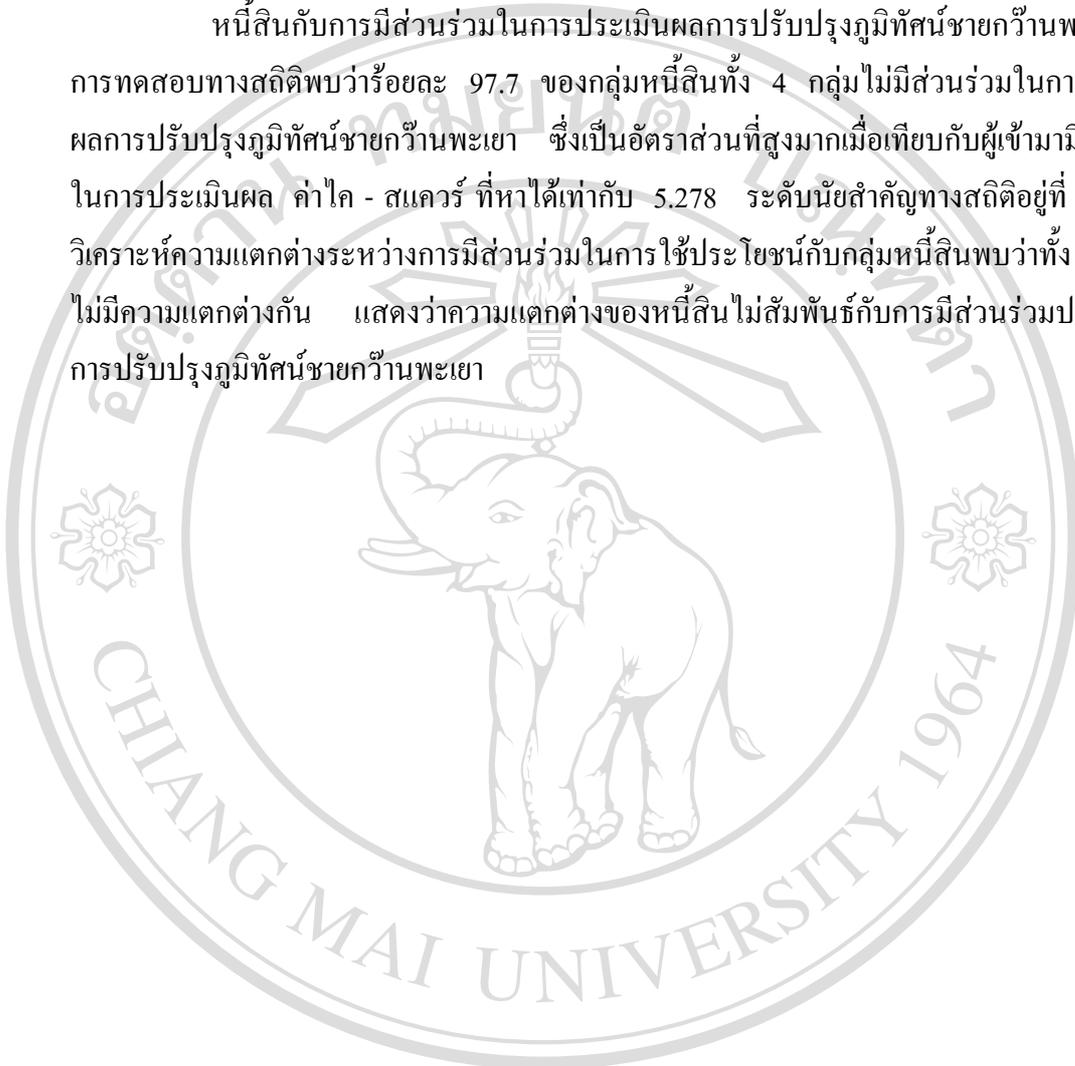 หนี้สินกับการมีส่วนร่วมในการประเมินผลการปรับปรุงภูมิทัศน์ชายกว๊านพ
การทดสอบทางสถิติพบว่าร้อยละ 97.7 ของกลุ่มหนี้สินทั้ง 4 กลุ่มไม่มีส่วนร่วมในกา
ผลการปรับปรุงภูมิทัศน์ชายกว๊านพะเยา ซึ่งเป็นอัตราส่วนที่สูงมากเมื่อเทียบกับผู้เข้ามามี
ในการประเมินผล ค่าไค - สแควร์ ที่หาได้เท่ากับ 5.278 ระดับนัยสำคัญทางสถิติอยู่ที่
วิเคราะห์ความแตกต่างระหว่างการมีส่วนร่วมในการใช้ประโยชน์กับกลุ่มหนี้สินพบว่าทั้ง
ไม่มีความแตกต่างกัน แสดงว่าความแตกต่างของหนี้สินไม่สัมพันธ์กับการมีส่วนร่วมป
การปรับปรุงภูมิทัศน์ชายกว๊านพะเยา
อตฺตานํ ทมยนฺติ ปณฺฑิตา
CHIANG MAI UNIVERSITY 1964